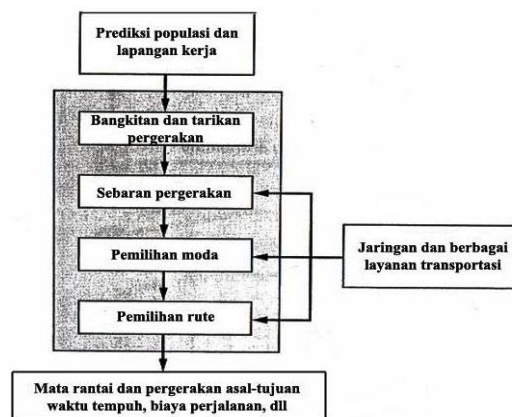 Prediksi populasi dan
lapangan kerja
Bangkitan dan tarikan
pergerakan
Sebaran pergerakan
Pemilihan moda
Pemilihan rute
Jaringan dan berbagai
layanan transportasi
Mata rantai dan pergerakan asal-tujuan
waktu tempuh, biaya perjalanan, dll